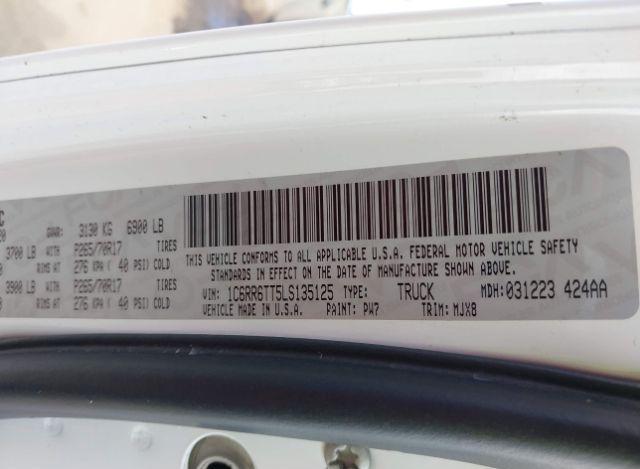 C
20
GVWR: 3130 KG 6900 LB
3700 LB WITH P265/70R17 TIRES
RIMS AT 276 KPA ( 40 PSI) COLD
3900 LB WITH P265/70R17 TIRES
RIMS AT 276 KPA ( 40 PSI) COLD
THIS VEHICLE CONFORMS TO ALL APPLICABLE U.S.A. FEDERAL MOTOR VEHICLE SAFETY
STANDARDS IN EFFECT ON THE DATE OF MANUFACTURE SHOWN ABOVE.
VIN: 1C6RR6TT5LS135125 TYPE: TRUCK MDH:031223 424AA
VEHICLE MADE IN U.S.A. PAINT: PW7 TRIM: MJX8